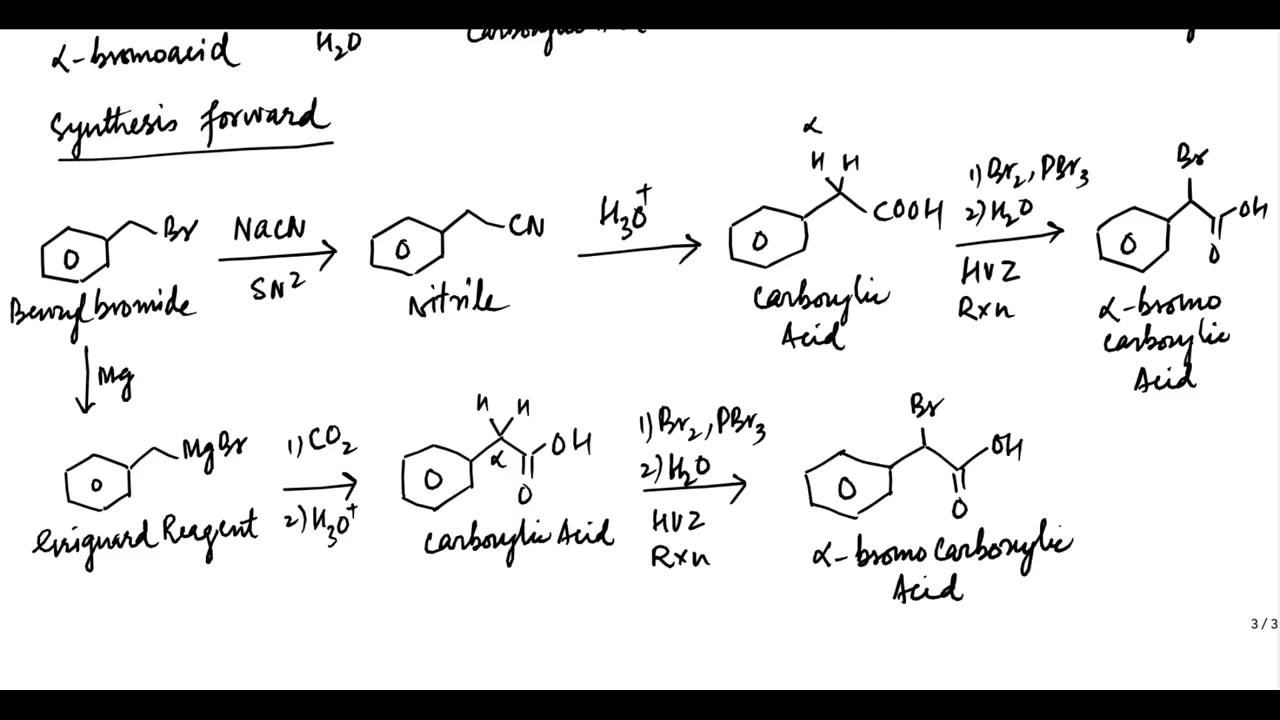 α-bromoacid H2O
Synthesis forward
α
H H
Br
Br NaCN CN H3O+ COOH 1) Br2, PBr3 OH
2) H2O
SN2 HVZ O
Benzyl bromide Nitrile Carboxylic Rxn α-bromo
Acid Carboxylic
Acid
Mg
H H
Br
MgBr 1) CO2 OH 1) Br2, PBr3 OH
α 2) H2O
2) H3O+ O HVZ O
Rxn
Grignard Reagent Carboxylic Acid α-bromo Carboxylic
Acid
3 / 3